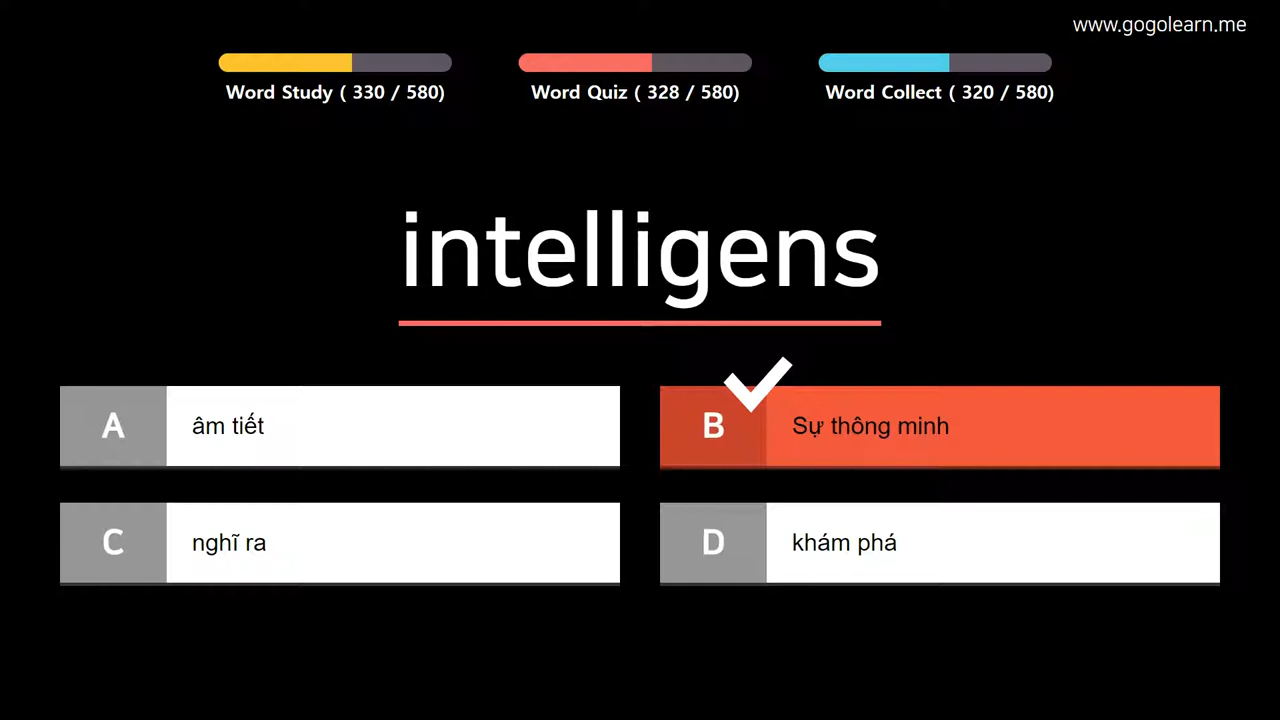 www.gogolearn.me
Word Study ( 330 / 580)
Word Quiz ( 328 / 580)
Word Collect ( 320 / 580)
intelligens
A
âm tiết
B
Sự thông minh
C
nghĩ ra
D
khám phá